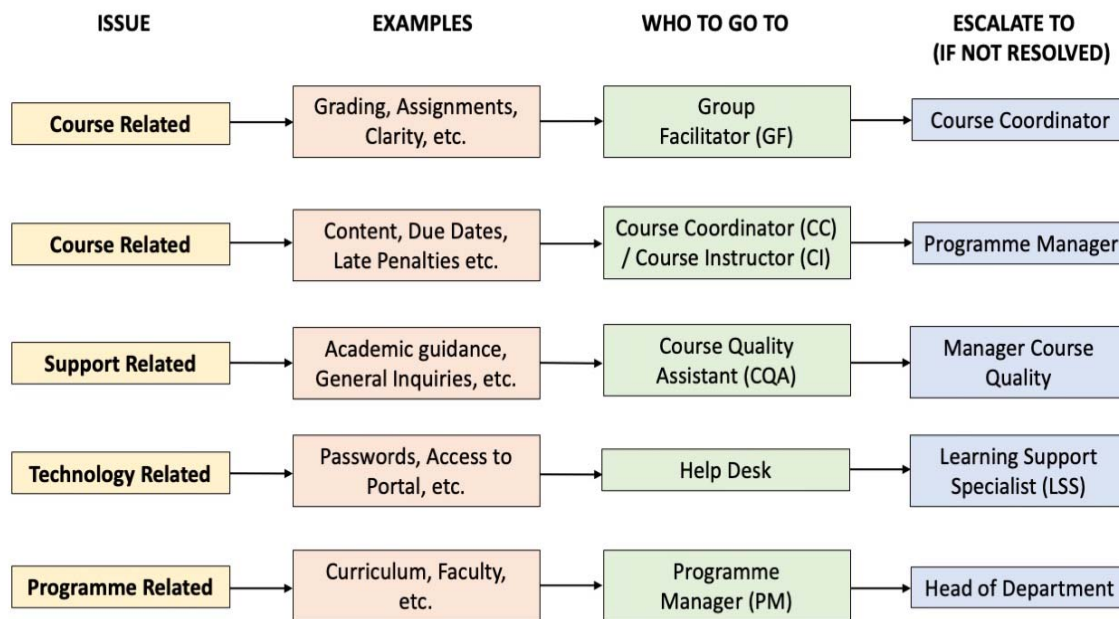 ISSUE
EXAMPLES
WHO TO GO TO
ESCALATE TO
(IF NOT RESOLVED)
Course Related
Grading, Assignments,
Clarity, etc.
Group
Facilitator (GF)
Course Coordinator
Course Related
Content, Due Dates,
Late Penalties etc.
Course Coordinator (CC)
/ Course Instructor (CI)
Programme Manager
Support Related
Academic guidance,
General Inquiries, etc.
Course Quality
Assistant (CQA)
Manager Course
Quality
Technology Related
Passwords, Access to
Portal, etc.
Help Desk
Learning Support
Specialist (LSS)
Programme Related
Curriculum, Faculty,
etc.
Programme
Manager (PM)
Head of Department